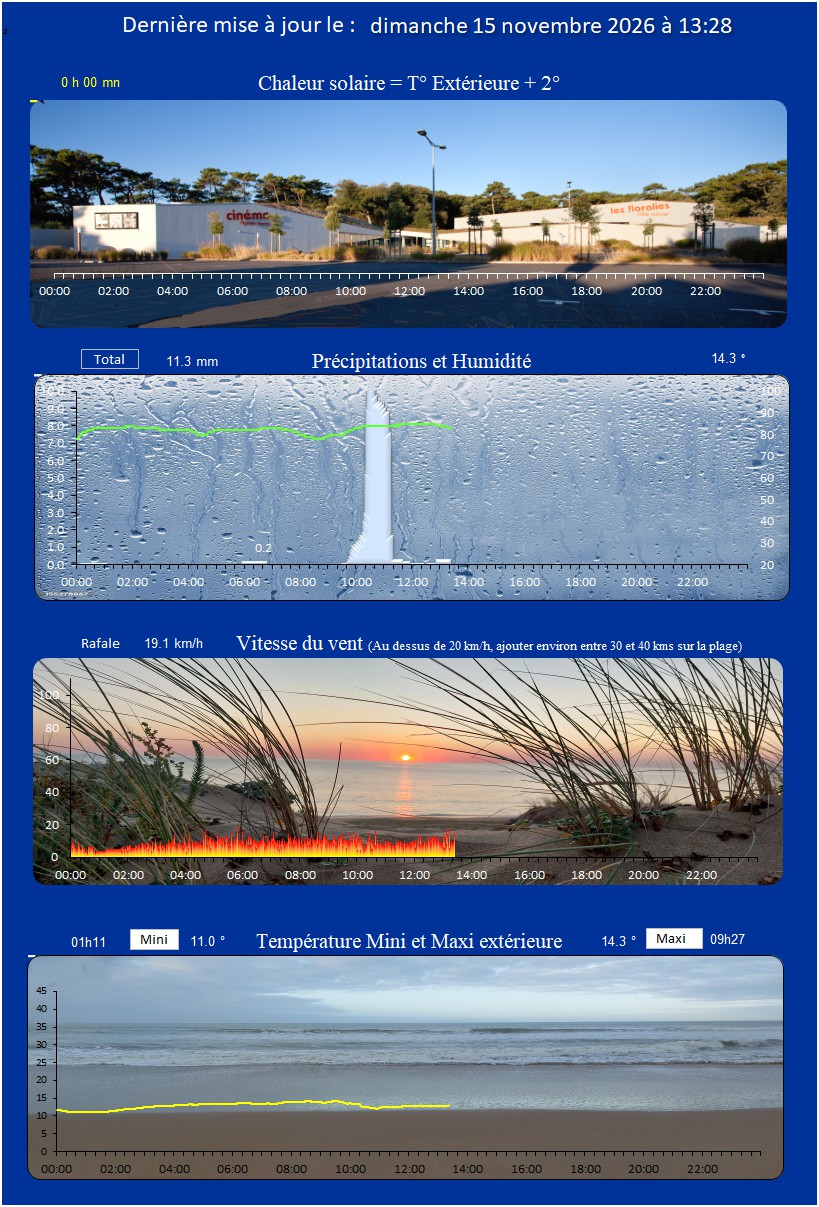 Dernière mise à jour le : dimanche 15 novembre 2026 à 13:28
0 h 00 mn Chaleur solaire = T° Extérieure + 2°
cinéma
les floralies
00:00 02:00 04:00 06:00 08:00 10:00 12:00 14:00 16:00 18:00 20:00 22:00
Total 11.3 mm Précipitations et Humidité 14.3 °
10.0 100
9.0 90
8.0 80
7.0 70
6.0 60
5.0 50
4.0 40
3.0
2.0 30
1.0 0.2
0.0 20
00:00 02:00 04:00 06:00 08:00 10:00 12:00 14:00 16:00 18:00 20:00 22:00
Rafale 19.1 km/h Vitesse du vent (Au dessus de 20 km/h, ajouter environ entre 30 et 40 kms sur la plage)
100
80
60
40
20
0
00:00 02:00 04:00 06:00 08:00 10:00 12:00 14:00 16:00 18:00 20:00 22:00
01h11 Mini 11.0 ° Température Mini et Maxi extérieure 14.3 ° Maxi 09h27
45
40
35
30
25
20
15
10
5
0
00:00 02:00 04:00 06:00 08:00 10:00 12:00 14:00 16:00 18:00 20:00 22:00